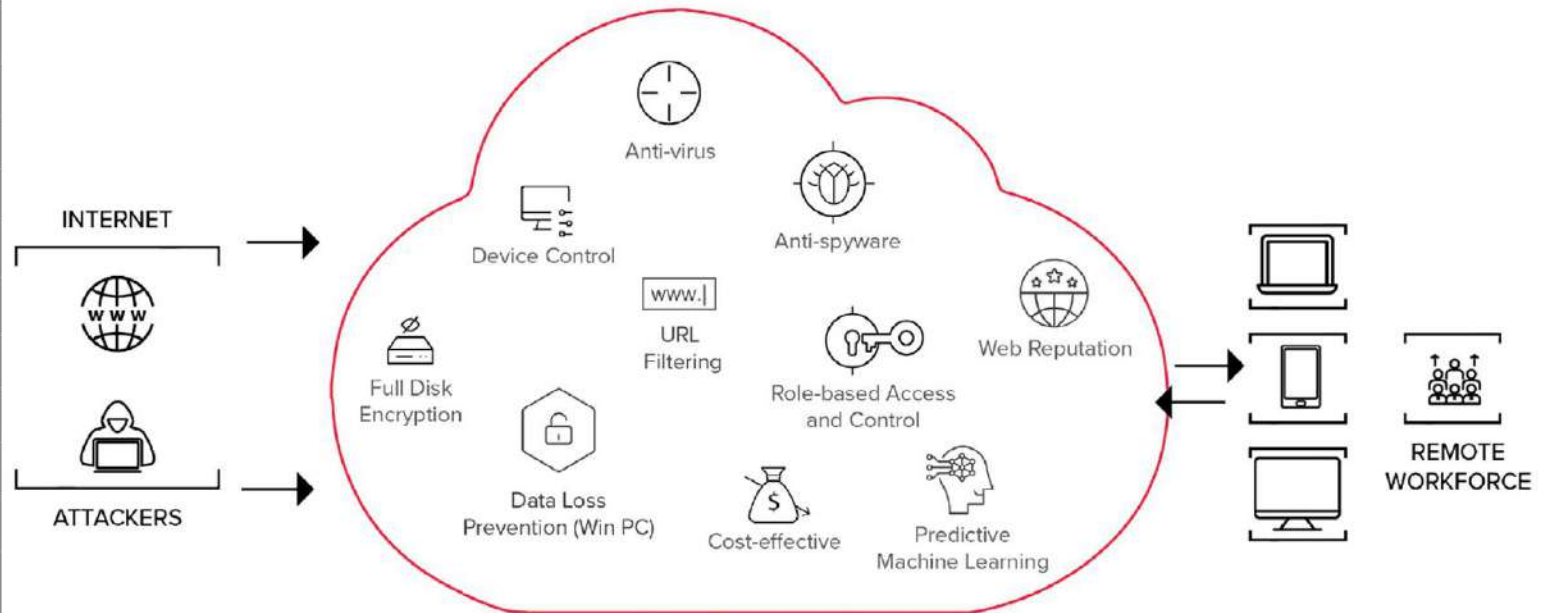 INTERNET
www
ATTACKERS
Anti-virus
Device Control
Anti-spyware
www.|
URL
Filtering
Web Reputation
Full Disk
Encryption
Role-based Access
and Control
Data Loss
Prevention (Win PC)
$
Cost-effective
Predictive
Machine Learning
REMOTE
WORKFORCE